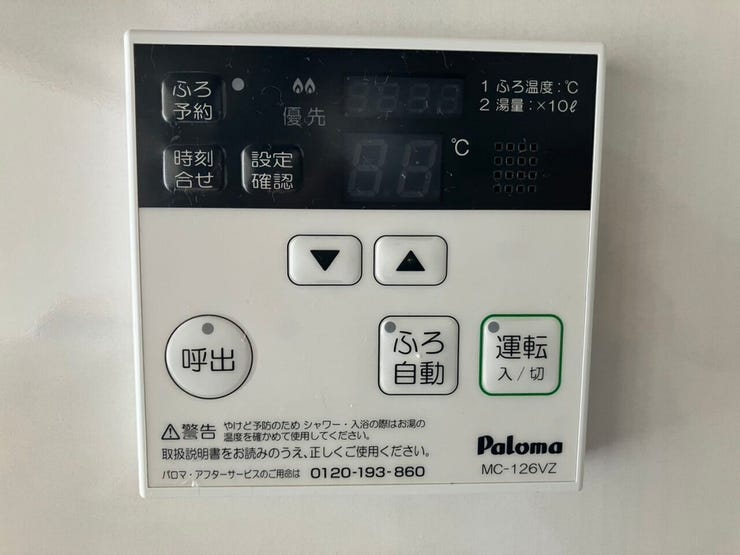 ふろ
予約
優先
1 ふろ温度:℃
2 湯量:×10ℓ
時刻
合せ
設定
確認
℃
▼
▲
呼出
ふろ
自動
運転
入/切
⚠警告 やけど予防のため シャワー・入浴の際はお湯の
温度を確かめて使用してください。
取扱説明書をお読みのうえ、正しくご使用ください。
パロマ・アフターサービスのご用命は 0120-193-860
Paloma
MC-126VZ